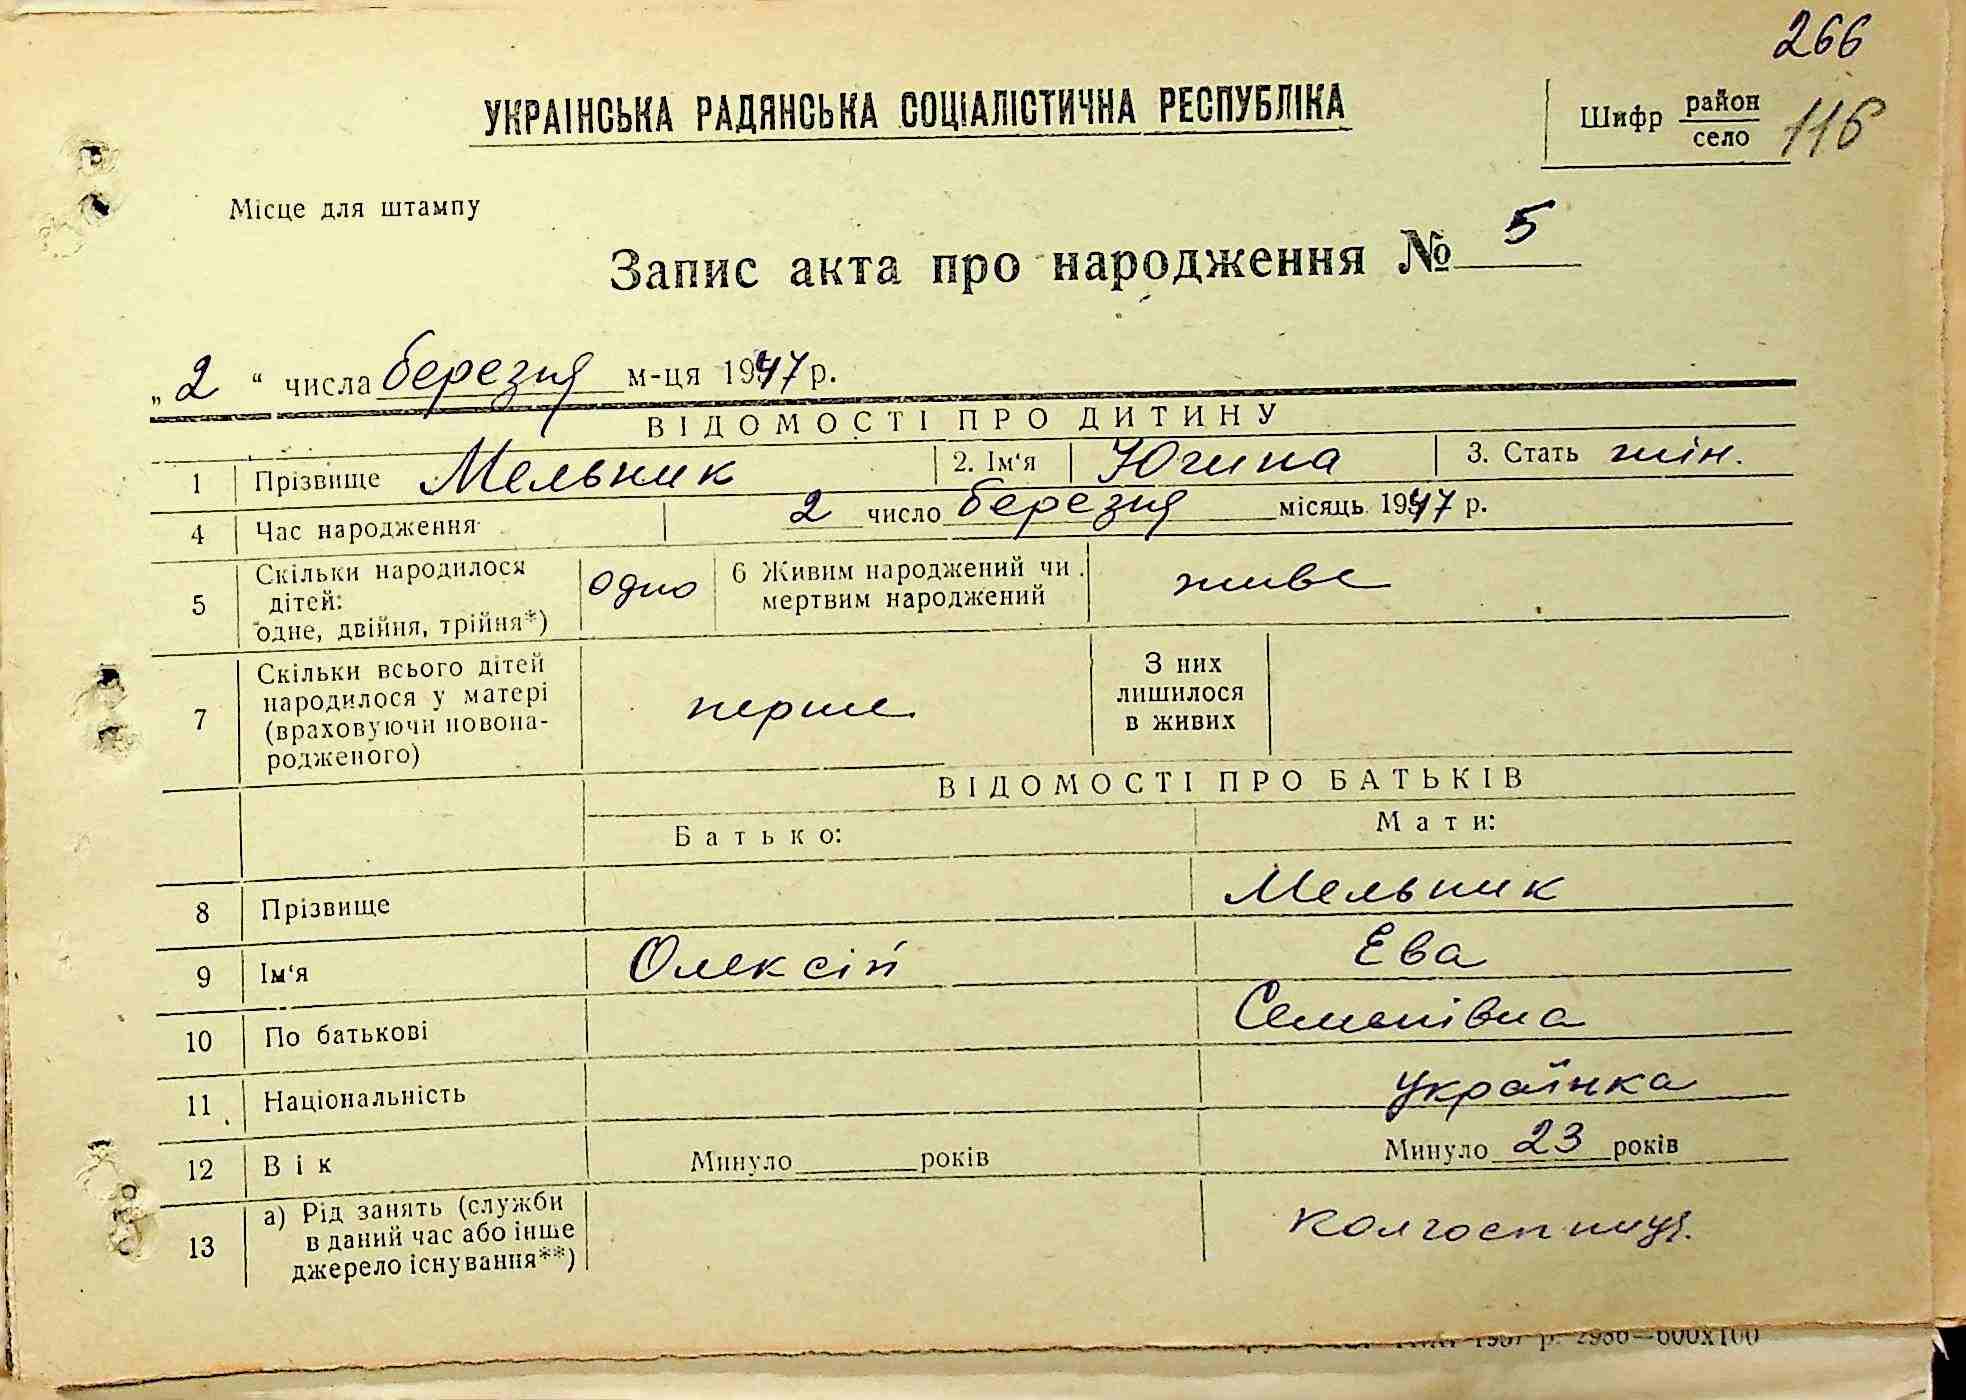 266
УКРАЇНСЬКА РАДЯНСЬКА СОЦІАЛІСТИЧНА РЕСПУБЛІКА
Шифр район село 116
Місце для штампу
Запис акта про народження № 5
„ 2 “ числа березня м-ця 1947 р.
ВІДОМОСТІ ПРО ДИТИНУ
1 Прізвище Мельник 2. Ім‘я Югина 3. Стать жін.
4 Час народження 2 число березня місяць 1947 р.
5 Скільки народилося дітей: одне, двійня, трійня*) одно 6 Живим народжений чи мертвим народжений живе
7 Скільки всього дітей народилося у матері (враховуючи новона-родженого) перше З них лишилося в живих
ВІДОМОСТІ ПРО БАТЬКІВ
Батько: Мати:
8 Прізвище Мельник
9 Ім‘я Олексій Ева
10 По батькові Семенівна
11 Національність українка
12 Вік Минуло років Минуло 23 років
13 а) Рід занять (служби в даний час або інше джерело існування**) колгоспниця.
1957 р. 2986—600х100